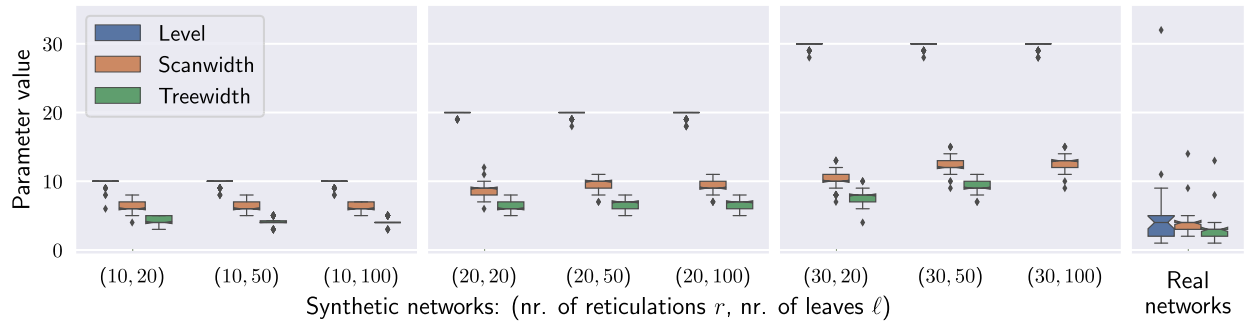 Parameter value
30
20
10
0
Level
Scanwidth
Treewidth
(10, 20) (10, 50) (10, 100) (20, 20) (20, 50) (20, 100) (30, 20) (30, 50) (30, 100)
Real
networks
Synthetic networks: (nr. of reticulations r, nr. of leaves ℓ)